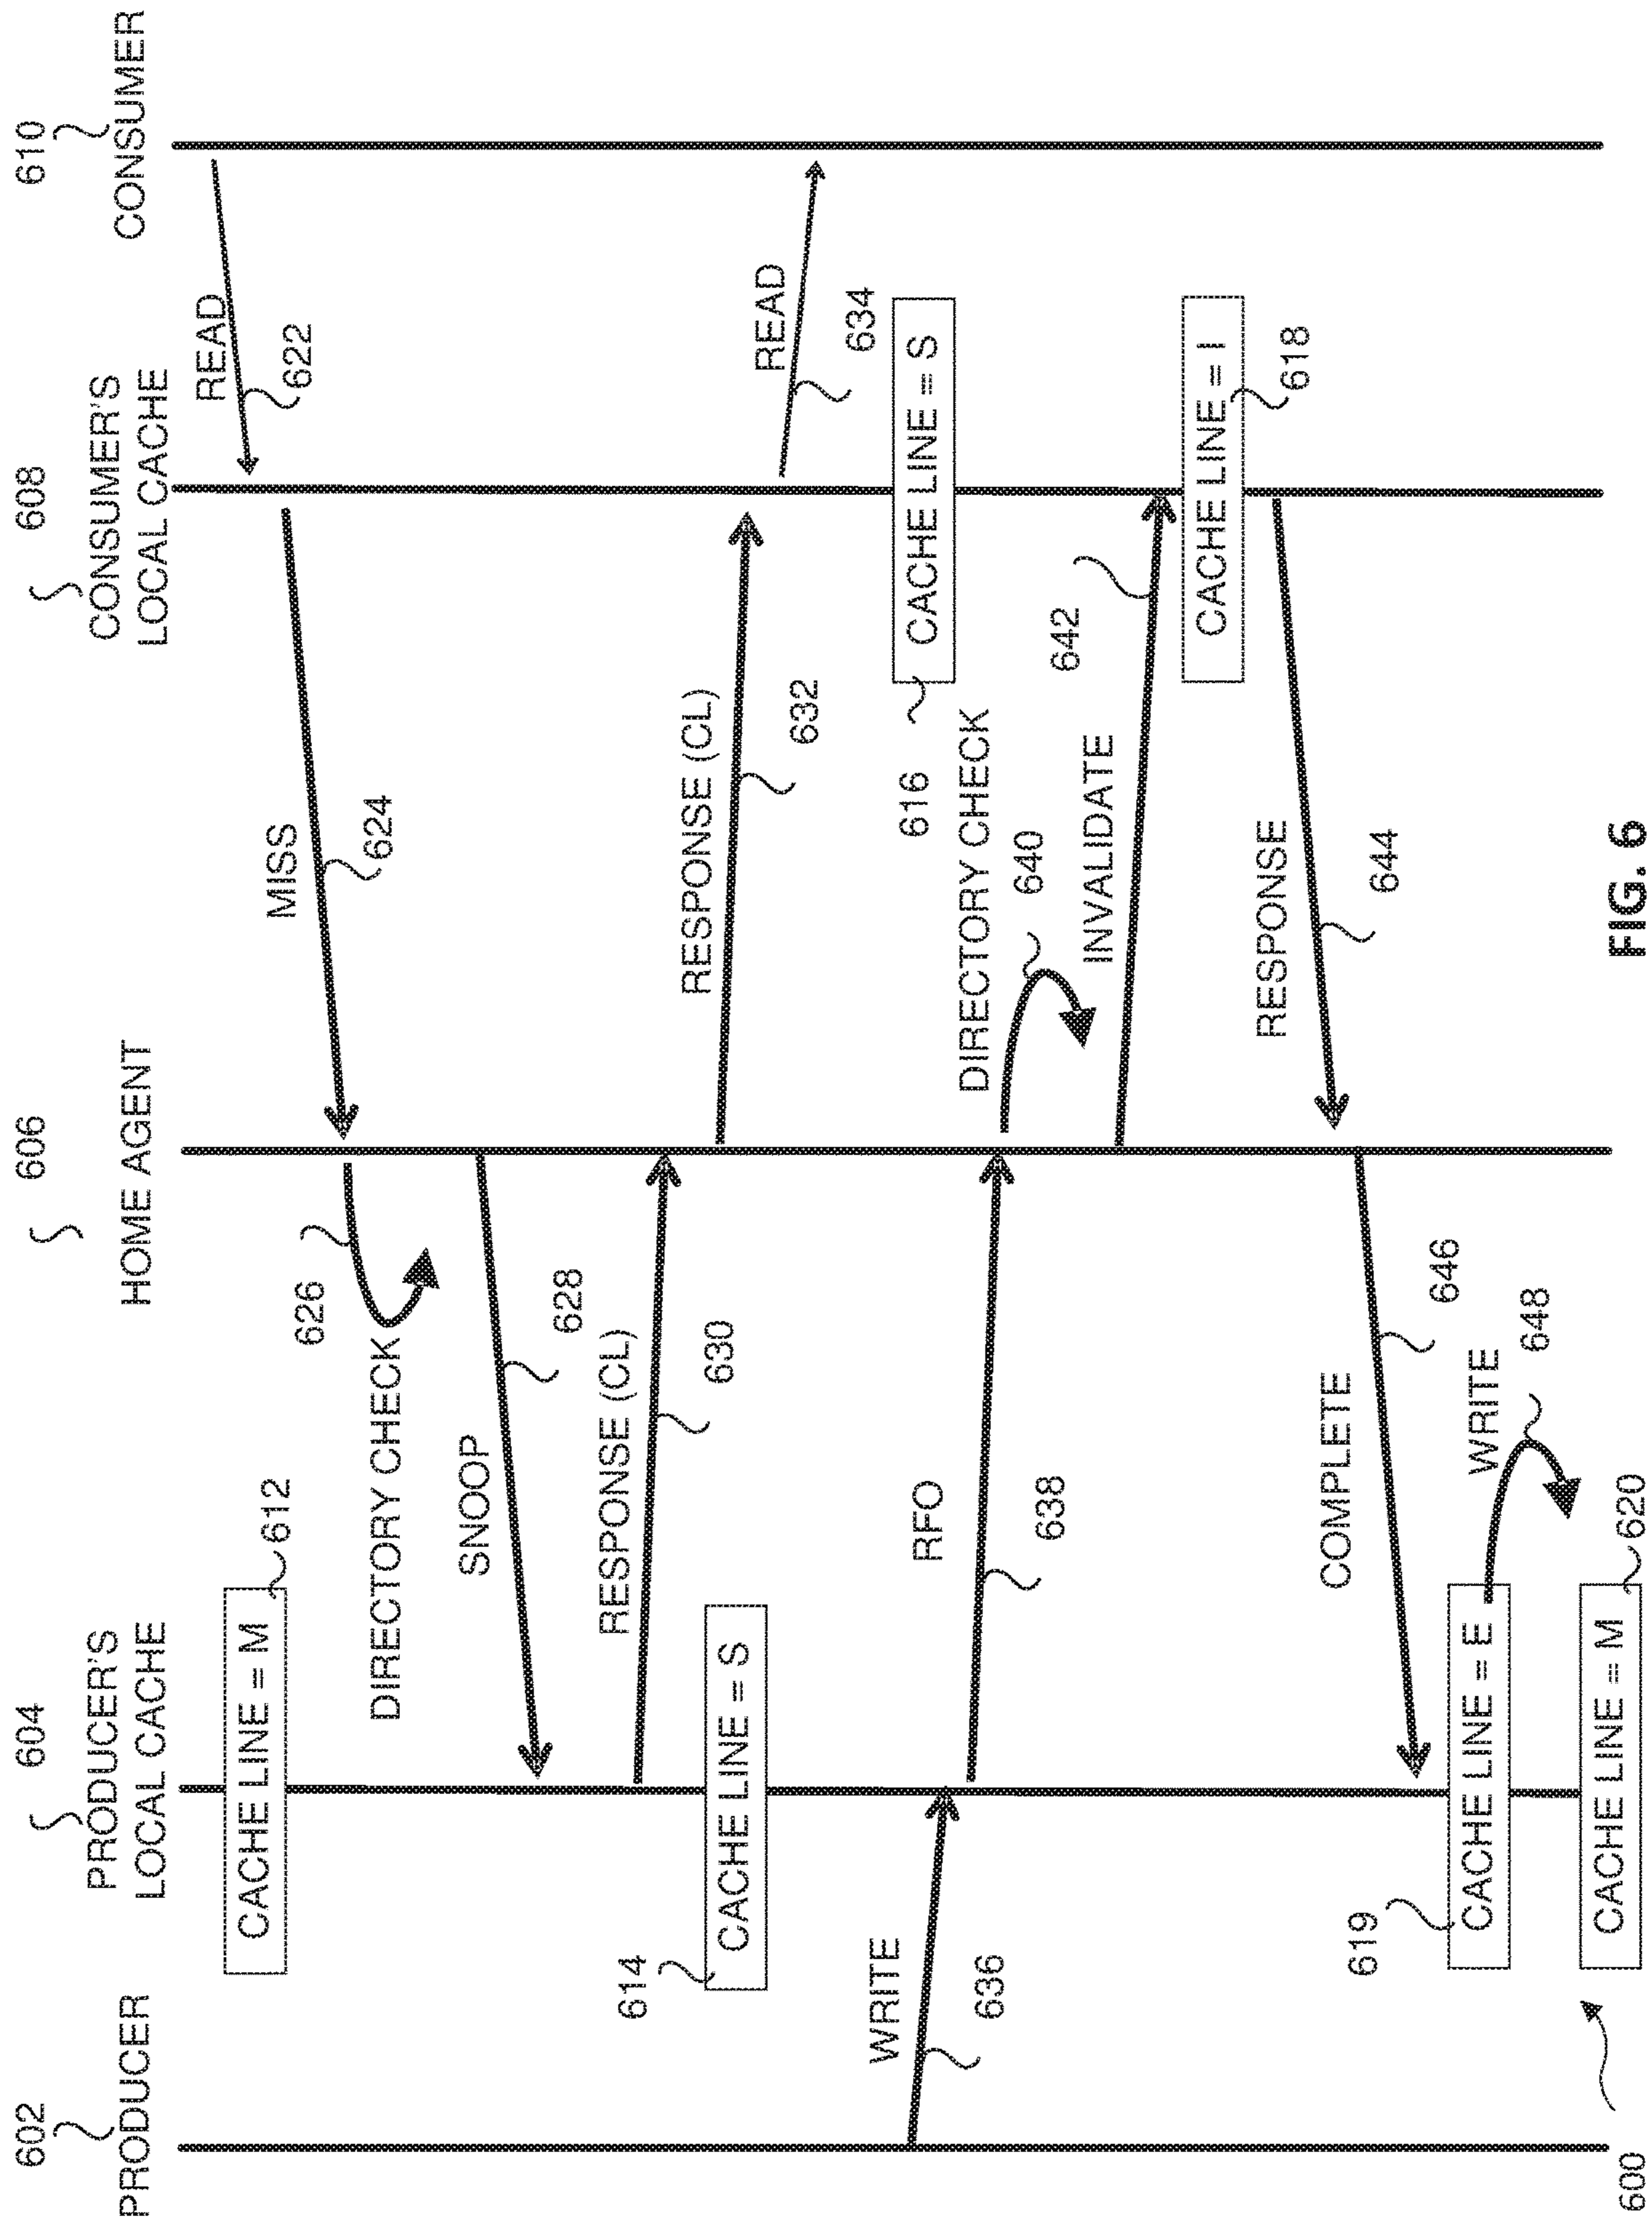 602
PRODUCER
604
PRODUCER'S
LOCAL CACHE
606
HOME AGENT
608
CONSUMER'S
LOCAL CACHE
610
CONSUMER
READ
622
CACHE LINE = M
612
MISS
624
626
DIRECTORY CHECK
SNOOP
628
RESPONSE (CL)
630
614
CACHE LINE = S
RESPONSE (CL)
632
READ
634
616
CACHE LINE = S
WRITE
636
RFO
638
DIRECTORY CHECK
640
INVALIDATE
642
CACHE LINE = I
618
RESPONSE
644
COMPLETE
646
619
CACHE LINE = E
WRITE
648
CACHE LINE = M
620
600
FIG. 6